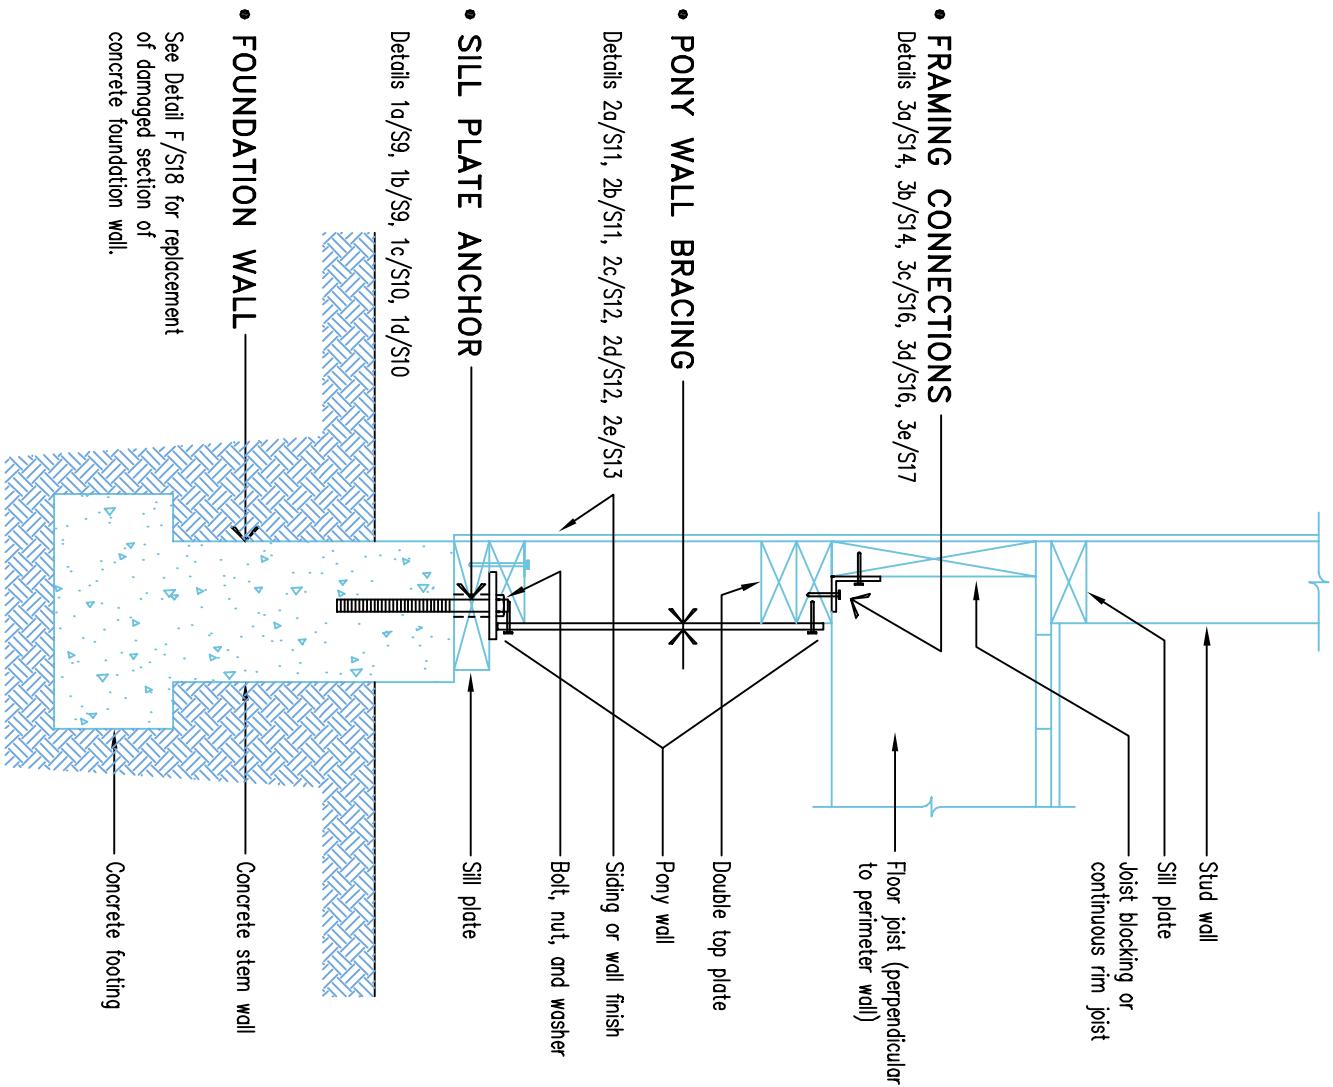 • FRAMING CONNECTIONS
Details 3a/S14, 3b/S14, 3c/S16, 3d/S16, 3e/S17
• PONY WALL BRACING
Details 2a/S11, 2b/S11, 2c/S12, 2d/S12, 2e/S13
• SILL PLATE ANCHOR
Details 1a/S9, 1b/S9, 1c/S10, 1d/S10
• FOUNDATION WALL
See Detail F/S18 for replacement
of damaged section of
concrete foundation wall.
Stud wall
Sill plate
Joist blocking or
continuous rim joist
Floor joist (perpendicular
to perimeter wall)
Double top plate
Pony wall
Siding or wall finish
Bolt, nut, and washer
Sill plate
Concrete stem wall
Concrete footing